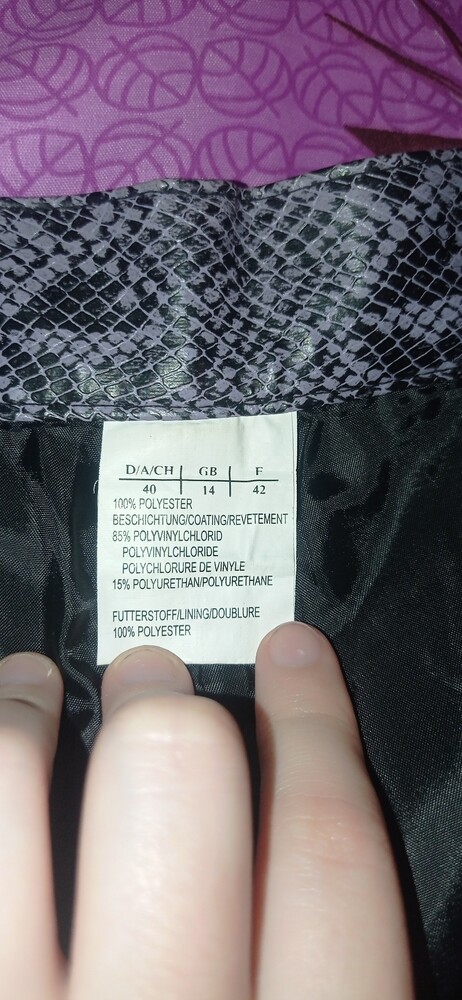 D/A/CH GB F
40 14 42
100% POLYESTER
BESCHICHTUNG/COATING/REVETEMENT
85% POLYVINYLCHLORID
POLYVINYLCHLORIDE
POLYCHLORURE DE VINYLE
15% POLYURETHAN/POLYURETHANE
FUTTERSTOFF/LINING/DOUBLURE
100% POLYESTER